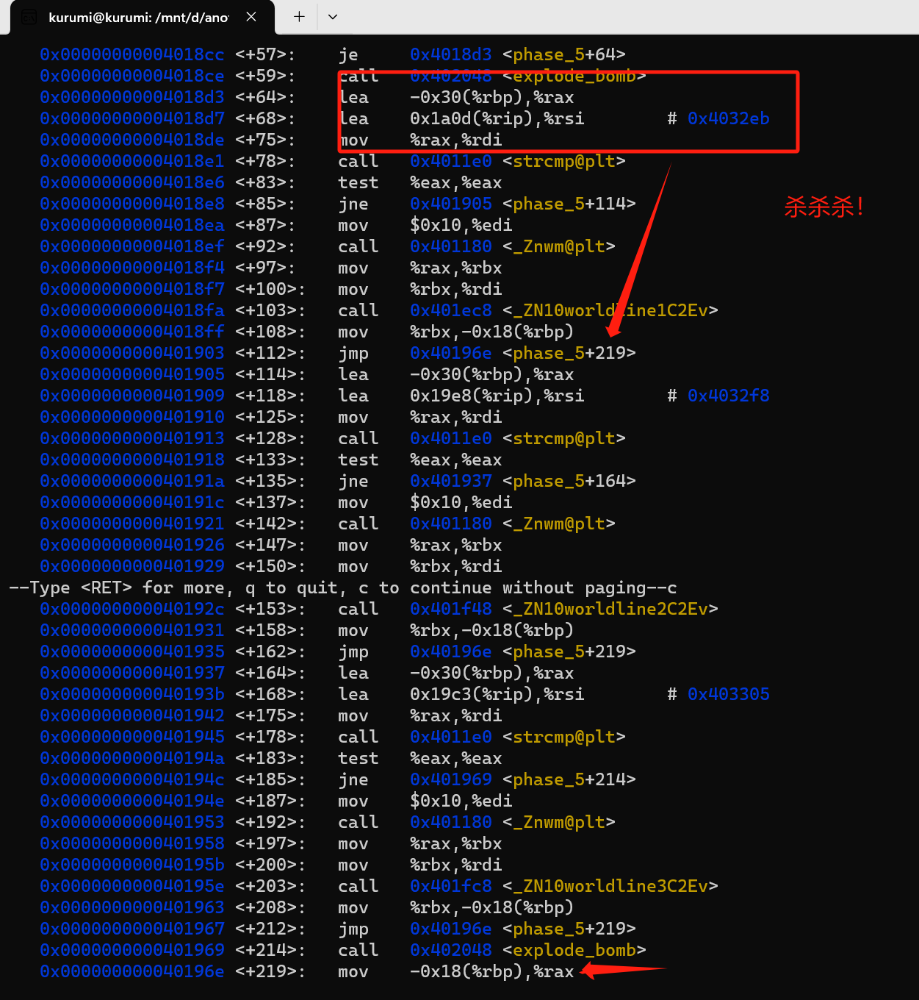 kurumi@kurumi: /mnt/d/ano
0x00000000004018cc <+57>: je 0x4018d3 <phase_5+64>
0x00000000004018ce <+59>: call 0x402048 <explode_bomb>
0x00000000004018d3 <+64>: lea -0x30(%rbp),%rax
0x00000000004018d7 <+68>: lea 0x1a0d(%rip),%rsi # 0x4032eb
0x00000000004018de <+75>: mov %rax,%rdi
0x00000000004018e1 <+78>: call 0x4011e0 <strcmp@plt>
0x00000000004018e6 <+83>: test %eax,%eax
0x00000000004018e8 <+85>: jne 0x401905 <phase_5+114>
杀杀杀!
0x00000000004018ea <+87>: mov $0x10,%edi
0x00000000004018ef <+92>: call 0x401180 <_Znwm@plt>
0x00000000004018f4 <+97>: mov %rax,%rbx
0x00000000004018f7 <+100>: mov %rbx,%rdi
0x00000000004018fa <+103>: call 0x401ec8 <_ZN10worldline1C2Ev>
0x00000000004018ff <+108>: mov %rbx,-0x18(%rbp)
0x0000000000401903 <+112>: jmp 0x40196e <phase_5+219>
0x0000000000401905 <+114>: lea -0x30(%rbp),%rax
0x0000000000401909 <+118>: lea 0x19e8(%rip),%rsi # 0x4032f8
0x0000000000401910 <+125>: mov %rax,%rdi
0x0000000000401913 <+128>: call 0x4011e0 <strcmp@plt>
0x0000000000401918 <+133>: test %eax,%eax
0x000000000040191a <+135>: jne 0x401937 <phase_5+164>
0x000000000040191c <+137>: mov $0x10,%edi
0x0000000000401921 <+142>: call 0x401180 <_Znwm@plt>
0x0000000000401926 <+147>: mov %rax,%rbx
0x0000000000401929 <+150>: mov %rbx,%rdi
--Type <RET> for more, q to quit, c to continue without paging--c
0x000000000040192c <+153>: call 0x401f48 <_ZN10worldline2C2Ev>
0x0000000000401931 <+158>: mov %rbx,-0x18(%rbp)
0x0000000000401935 <+162>: jmp 0x40196e <phase_5+219>
0x0000000000401937 <+164>: lea -0x30(%rbp),%rax
0x000000000040193b <+168>: lea 0x19c3(%rip),%rsi # 0x403305
0x0000000000401942 <+175>: mov %rax,%rdi
0x0000000000401945 <+178>: call 0x4011e0 <strcmp@plt>
0x000000000040194a <+183>: test %eax,%eax
0x000000000040194c <+185>: jne 0x401969 <phase_5+214>
0x000000000040194e <+187>: mov $0x10,%edi
0x0000000000401953 <+192>: call 0x401180 <_Znwm@plt>
0x0000000000401958 <+197>: mov %rax,%rbx
0x000000000040195b <+200>: mov %rbx,%rdi
0x000000000040195e <+203>: call 0x401fc8 <_ZN10worldline3C2Ev>
0x0000000000401963 <+208>: mov %rbx,-0x18(%rbp)
0x0000000000401967 <+212>: jmp 0x40196e <phase_5+219>
0x0000000000401969 <+214>: call 0x402048 <explode_bomb>
0x000000000040196e <+219>: mov -0x18(%rbp),%rax